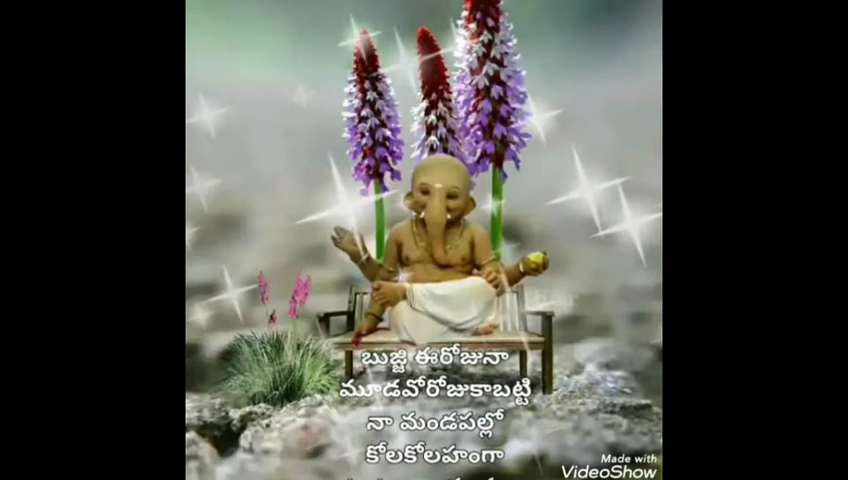 బుజ్జి ఈరోజునా
మూడవోరోజుకాబట్టి
నా మండపల్లో
కోలకోలహంగా
Made with
VideoShow